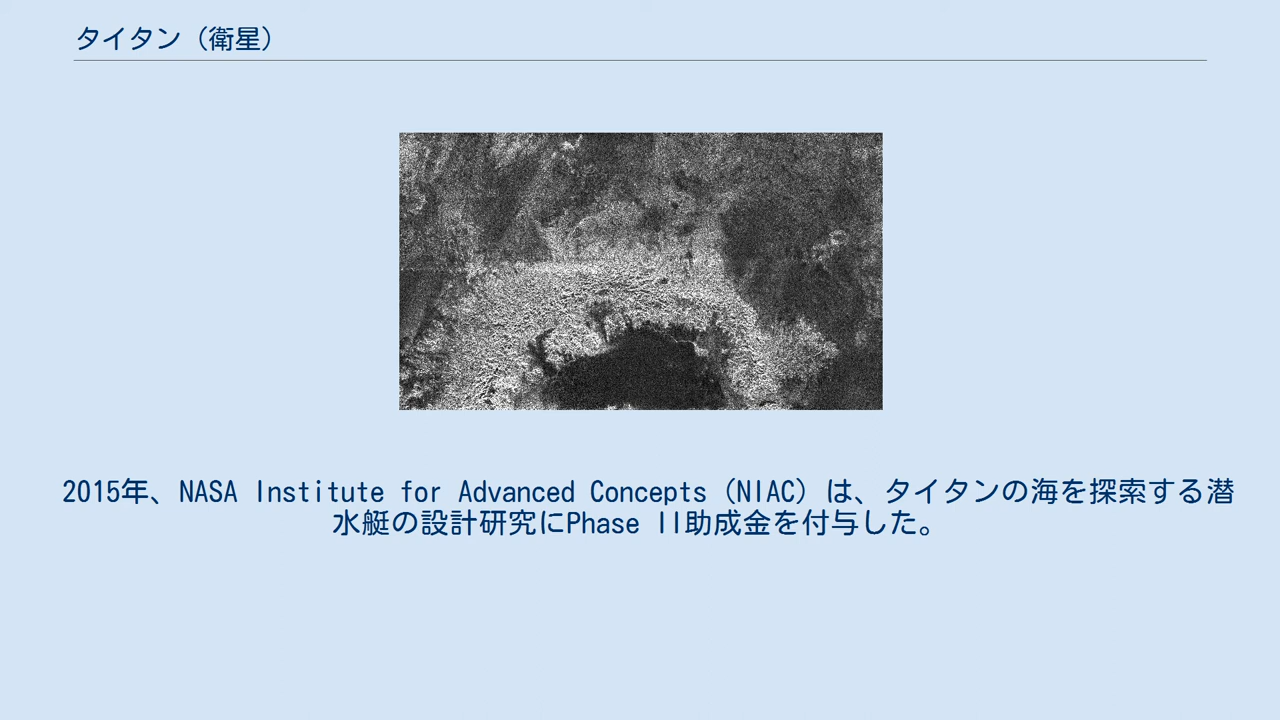 タイタン（衛星）
2015年、NASA Institute for Advanced Concepts（NIAC）は、タイタンの海を探索する潜
水艇の設計研究にPhase II助成金を付与した。